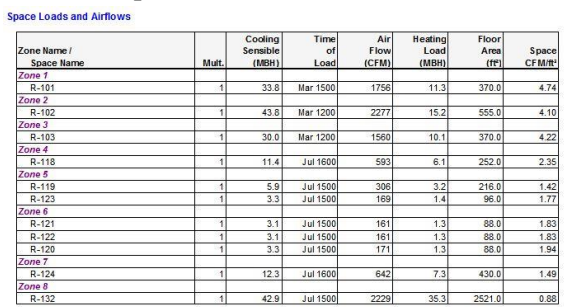 Space Loads and Airflows
Cooling Time Air Heating Floor
Zone Name / Sensible of Flow Load Area Space
Space Name Mult. (MBH) Load (CFM) (MBH) (ft²) CFM/ft²
Zone 1
R-101 1 33.8 Mar 1500 1756 11.3 370.0 4.74
Zone 2
R-102 1 43.8 Mar 1200 2277 15.2 555.0 4.10
Zone 3
R-103 1 30.0 Mar 1200 1560 10.1 370.0 4.22
Zone 4
R-118 1 11.4 Jul 1600 593 6.1 252.0 2.35
Zone 5
R-119 1 5.9 Jul 1500 306 3.2 216.0 1.42
R-123 1 3.3 Jul 1500 169 1.4 96.0 1.77
Zone 6
R-121 1 3.1 Jul 1500 161 1.3 88.0 1.83
R-122 1 3.1 Jul 1500 161 1.3 88.0 1.83
R-120 1 3.3 Jul 1500 171 1.3 88.0 1.94
Zone 7
R-124 1 12.3 Jul 1600 642 7.3 430.0 1.49
Zone 8
R-132 1 42.9 Jul 1500 2229 35.3 2521.0 0.88